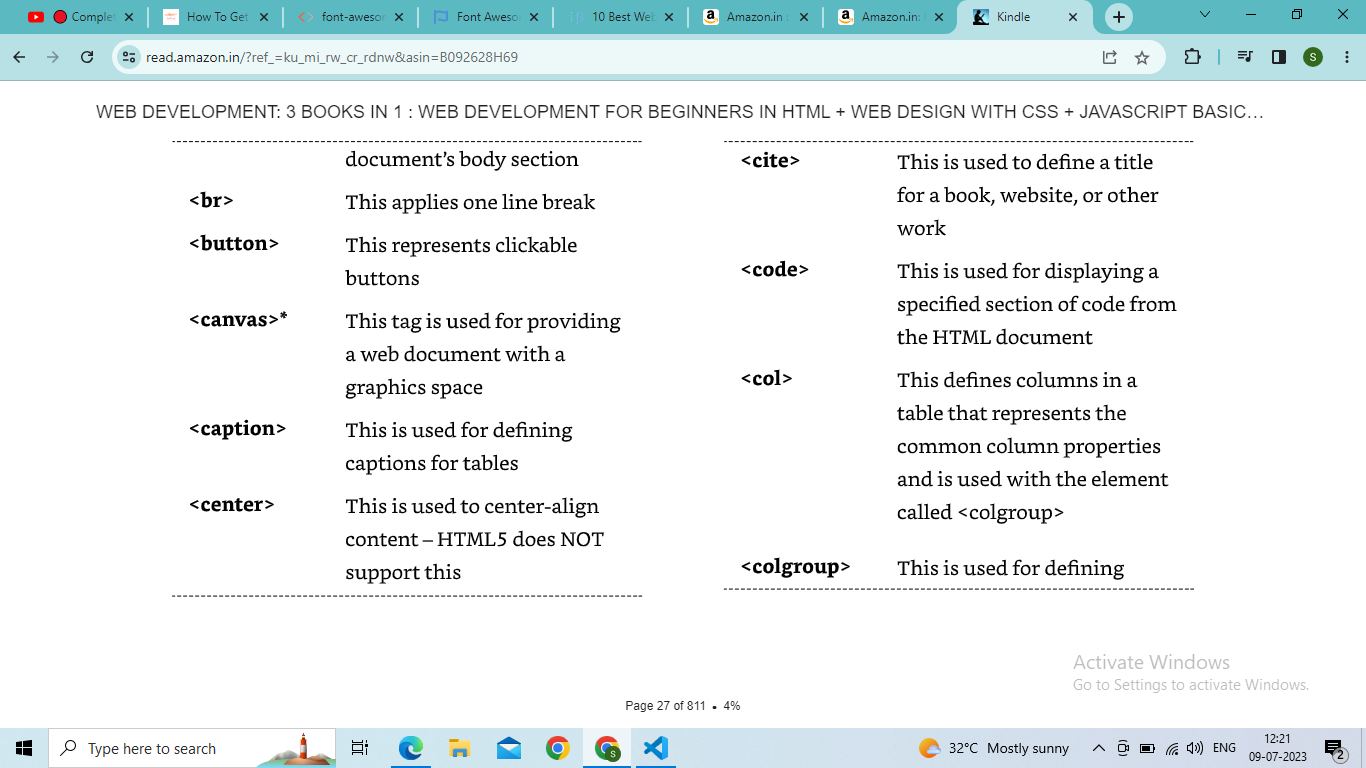 Complet
How To Get
font-awesor
Font Aweso
10 Best Web
Amazon.in :
Amazon.in:
Kindle
read.amazon.in/?ref_=ku_mi_rw_cr_rdnw&asin=B092628H69
S
WEB DEVELOPMENT: 3 BOOKS IN 1 : WEB DEVELOPMENT FOR BEGINNERS IN HTML + WEB DESIGN WITH CSS + JAVASCRIPT BASIC…
document’s body section
<br> This applies one line break
<button> This represents clickable
buttons
<canvas>* This tag is used for providing
a web document with a
graphics space
<caption> This is used for defining
captions for tables
<center> This is used to center-align
content – HTML5 does NOT
support this
<cite> This is used to define a title
for a book, website, or other
work
<code> This is used for displaying a
specified section of code from
the HTML document
<col> This defines columns in a
table that represents the
common column properties
and is used with the element
called <colgroup>
<colgroup> This is used for defining
Activate Windows
Go to Settings to activate Windows.
Page 27 of 811 • 4%
Type here to search
S
32°C Mostly sunny
ENG
12:21
09-07-2023
2